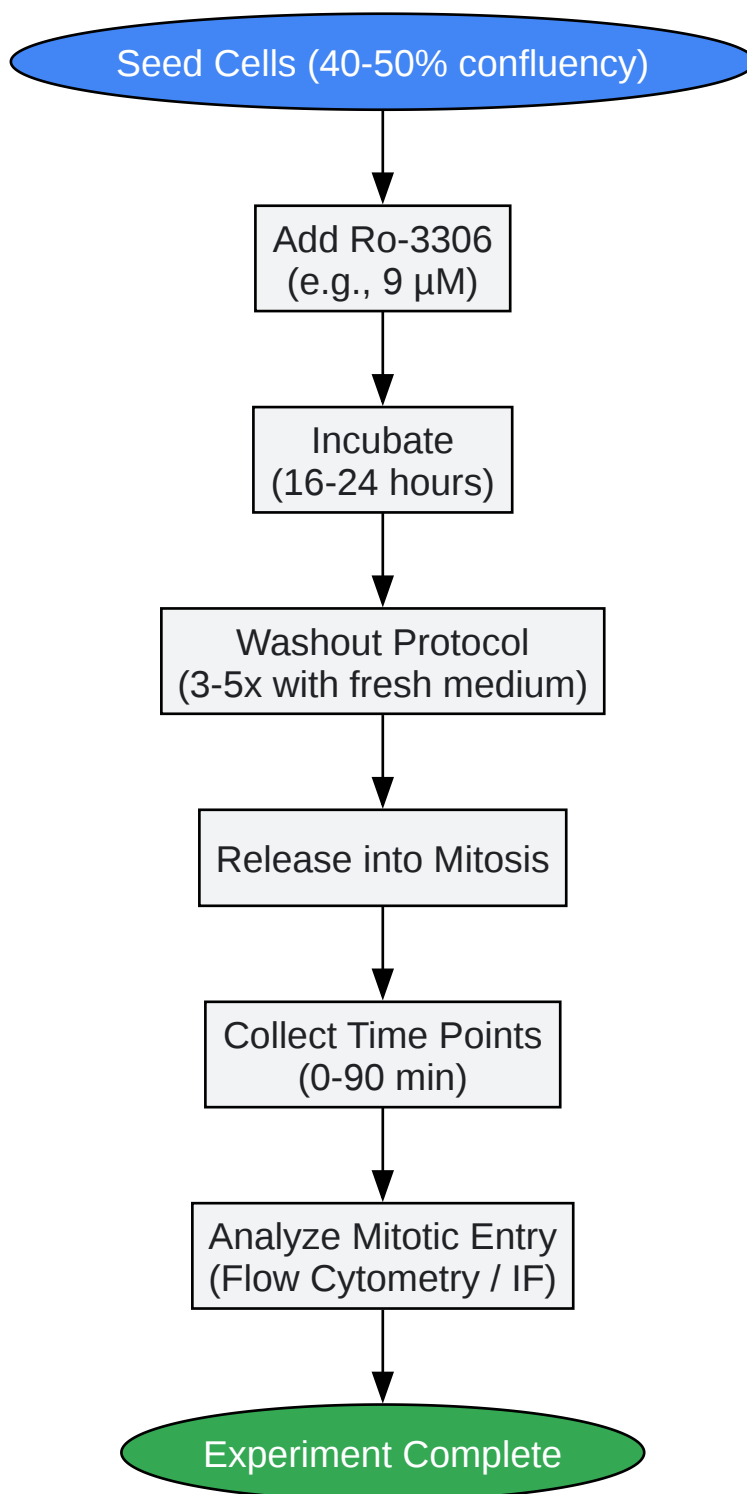 Seed Cells (40-50% confluency)
Add Ro-3306
(e.g., 9 µM)
Incubate
(16-24 hours)
Washout Protocol
(3-5x with fresh medium)
Release into Mitosis
Collect Time Points
(0-90 min)
Analyze Mitotic Entry
(Flow Cytometry / IF)
Experiment Complete